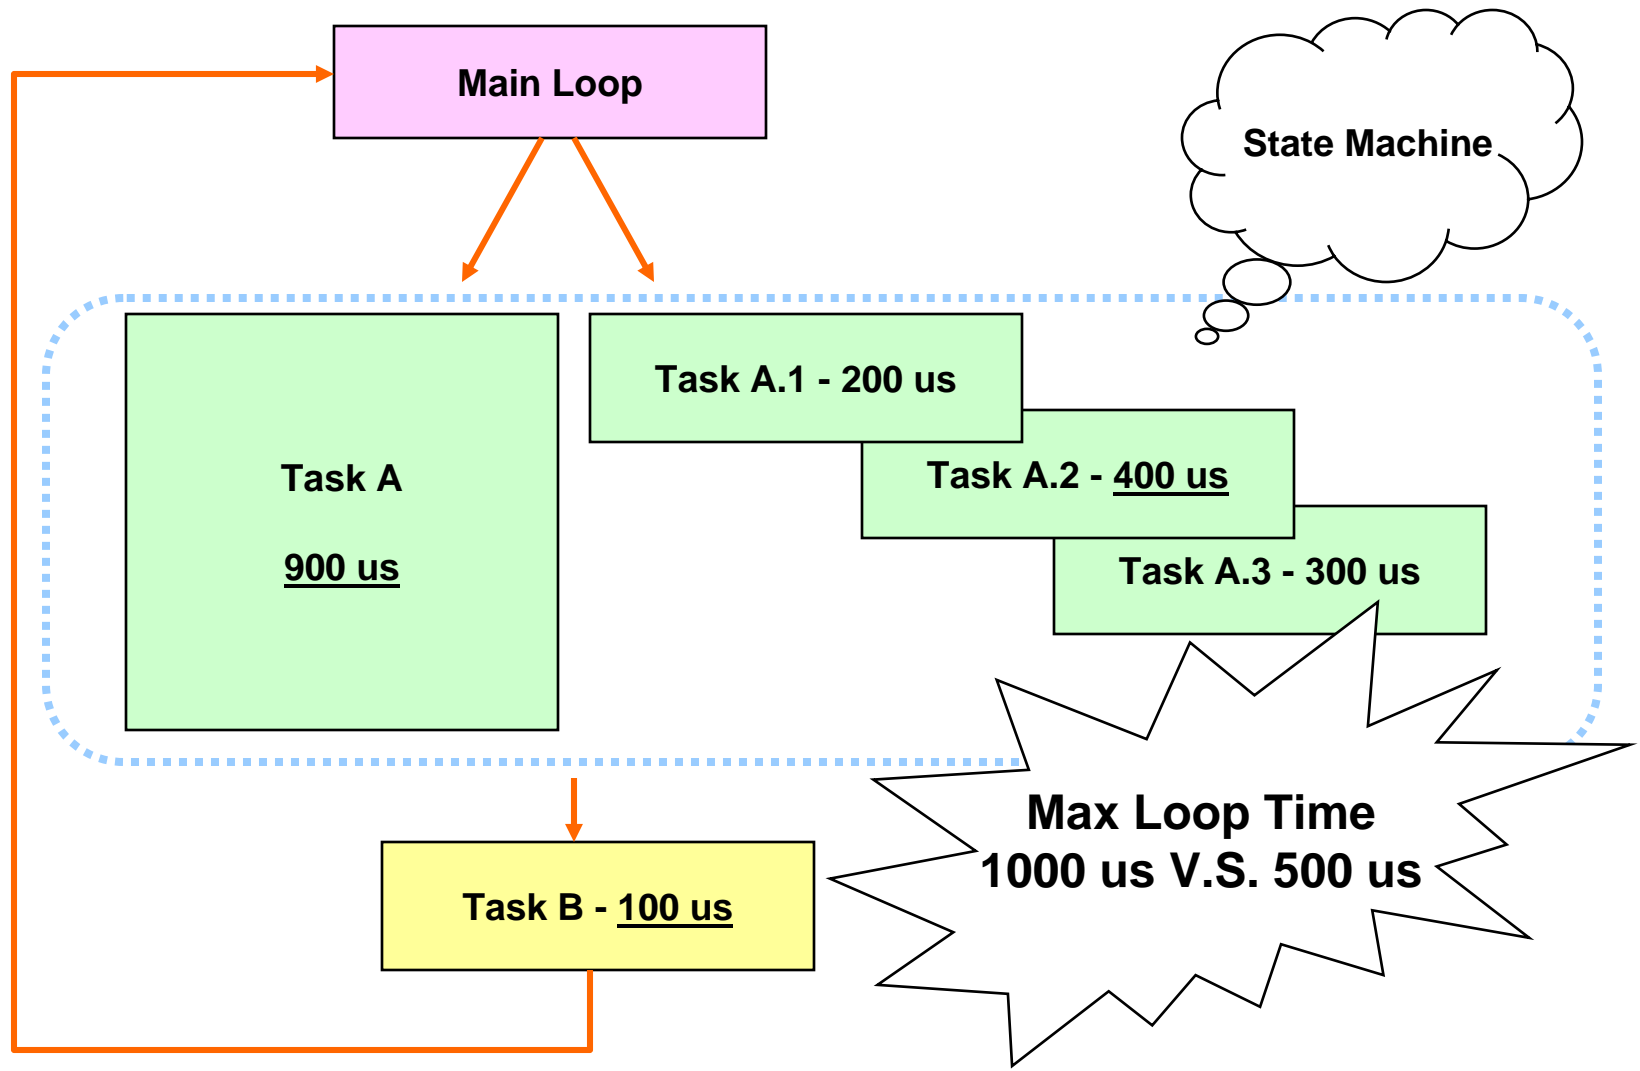 Main Loop
State Machine
Task A
900 us
Task A.1 - 200 us
Task A.2 - 400 us
Task A.3 - 300 us
Max Loop Time
1000 us V.S. 500 us
Task B - 100 us